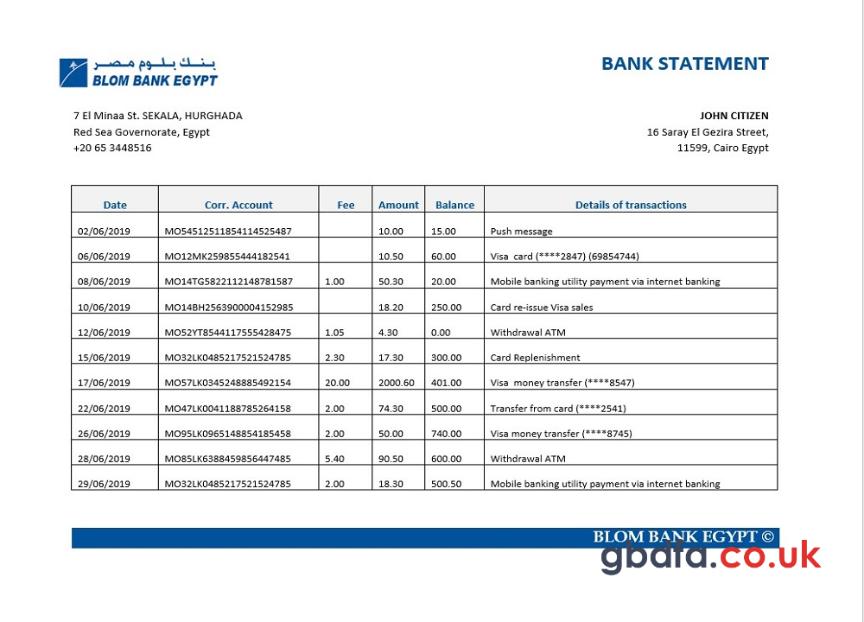 بنك بلوم مصر
BLOM BANK EGYPT
BANK STATEMENT
7 El Minaa St. SEKALA, HURGHADA
Red Sea Governorate, Egypt
+20 65 3448516
JOHN CITIZEN
16 Saray El Gezira Street,
11599, Cairo Egypt
Date Corr. Account Fee Amount Balance Details of transactions
02/06/2019 MO54512511854114525487 10.00 15.00 Push message
06/06/2019 MO12MK259855444182541 10.50 60.00 Visa card (****2847) (69854744)
08/06/2019 MO14TG5822112148781587 1.00 50.30 20.00 Mobile banking utility payment via internet banking
10/06/2019 MO14BH2563900004152985 18.20 250.00 Card re-issue Visa sales
12/06/2019 MO52YT8544117555428475 1.05 4.30 0.00 Withdrawal ATM
15/06/2019 MO32LK0485217521524785 2.30 17.30 300.00 Card Replenishment
17/06/2019 MO57LK0345248885492154 20.00 2000.60 401.00 Visa money transfer (****8547)
22/06/2019 MO47LK0041188785264158 2.00 74.30 500.00 Transfer from card (****2541)
26/06/2019 MO95LK0965148854185458 2.00 50.00 740.00 Visa money transfer (****8745)
28/06/2019 MO85LK6388459856447485 5.40 90.50 600.00 Withdrawal ATM
29/06/2019 MO32LK0485217521524785 2.00 18.30 500.50 Mobile banking utility payment via internet banking
BLOM BANK EGYPT ©
gbdfd.co.uk